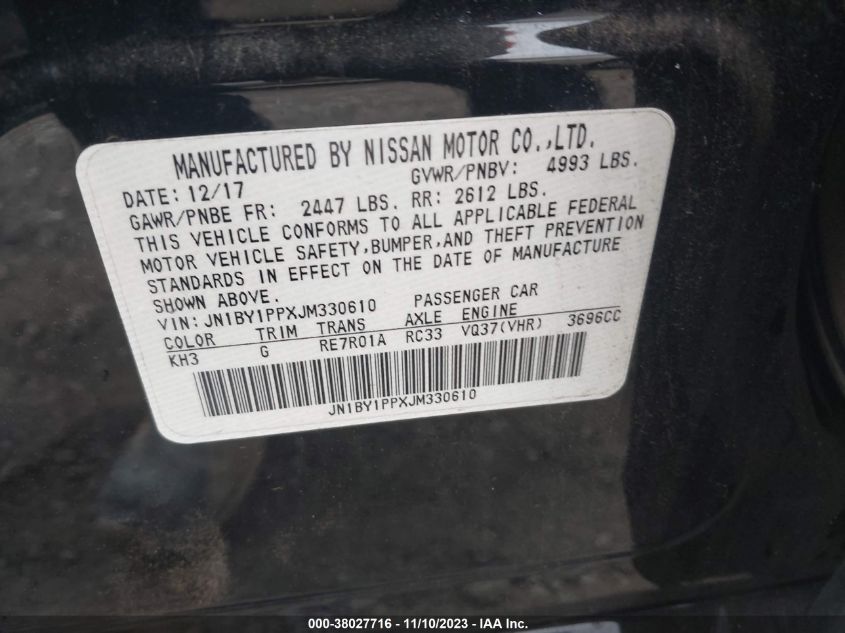 MANUFACTURED BY NISSAN MOTOR CO.,LTD.
DATE: 12/17 GVWR/PNBV: 4993 LBS.
GAWR/PNBE FR: 2447 LBS. RR: 2612 LBS.
THIS VEHICLE CONFORMS TO ALL APPLICABLE FEDERAL
MOTOR VEHICLE SAFETY,BUMPER,AND THEFT PREVENTION
STANDARDS IN EFFECT ON THE DATE OF MANUFACTURE
SHOWN ABOVE.
VIN: JN1BY1PPXJM330610 PASSENGER CAR
COLOR TRIM TRANS AXLE ENGINE
KH3 G RE7R01A RC33 VQ37(VHR) 3696CC
JN1BY1PPXJM330610
000-38027716 - 11/10/2023 - IAA Inc.